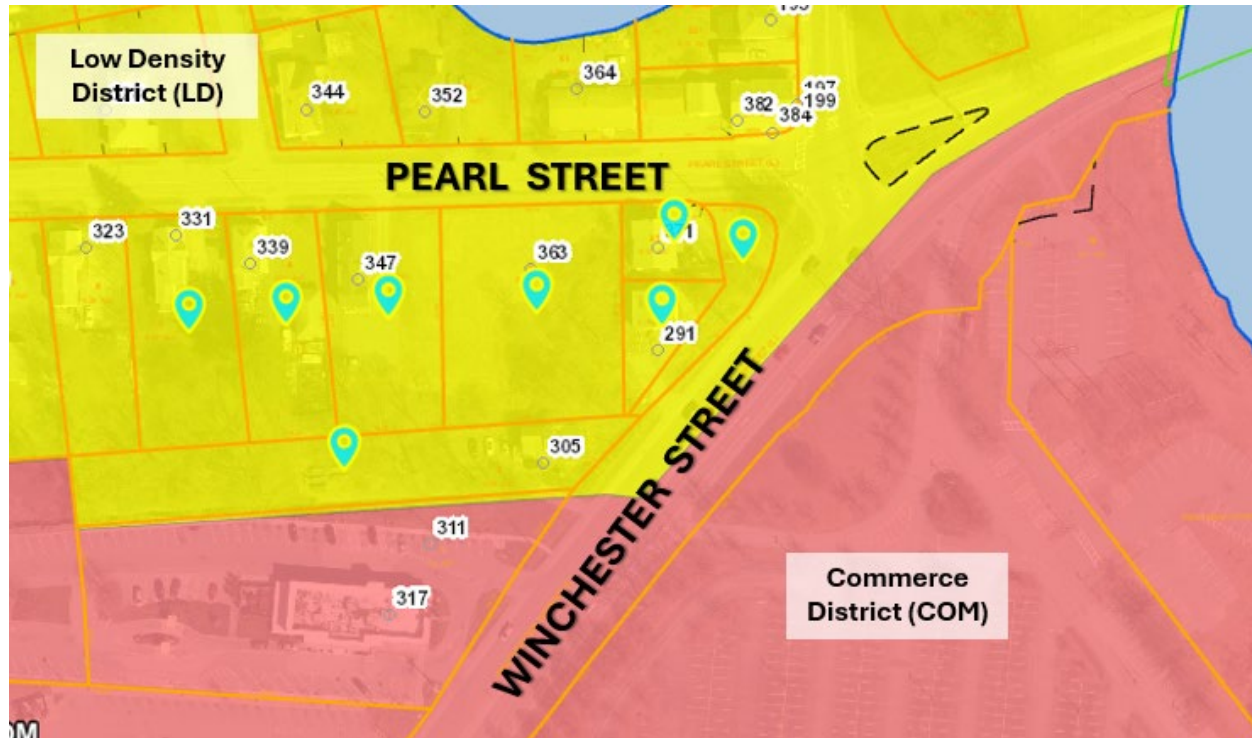 Low Density
District (LD)
344
352
364
382
384
199
PEARL STREET
323
331
339
347
363
291
305
WINCHESTER STREET
311
317
Commerce
District (COM)